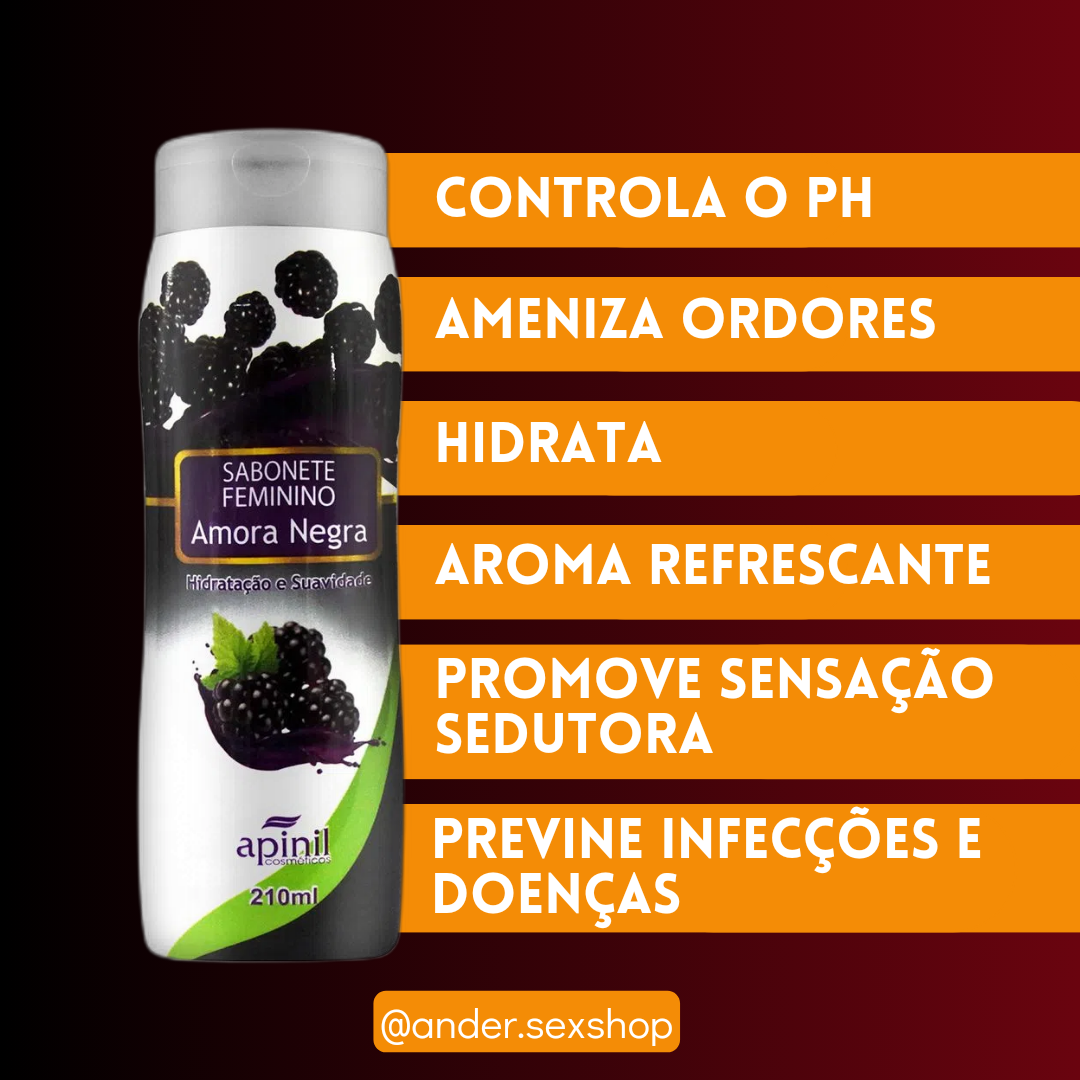 CONTROLA O PH
AMENIZA ORDORES
HIDRATA
AROMA REFRESCANTE
PROMOVE SENSAÇÃO
SEDUTORA
PREVINE INFECÇÕES E
DOENÇAS
SABONETE
FEMININO
Amora Negra
Hidratação e Suavidade
apinil
cosméticos
210ml
@ander.sexshop